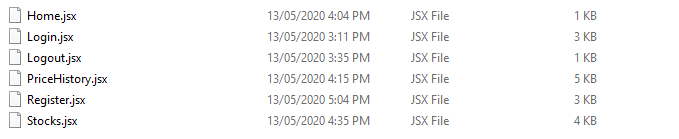 Home.jsx 13/05/2020 4:04 PM JSX File 1 KB
Login.jsx 13/05/2020 3:11 PM JSX File 3 KB
Logout.jsx 13/05/2020 3:35 PM JSX File 1 KB
PriceHistory.jsx 13/05/2020 4:15 PM JSX File 5 KB
Register.jsx 13/05/2020 5:04 PM JSX File 3 KB
Stocks.jsx 13/05/2020 4:35 PM JSX File 4 KB